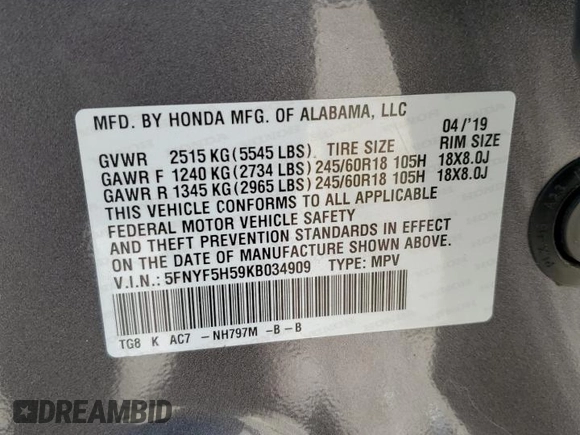 MFD. BY HONDA MFG. OF ALABAMA, LLC
04/'19
GVWR 2515 KG(5545 LBS) TIRE SIZE RIM SIZE
GAWR F 1240 KG(2734 LBS)245/60R18 105H 18X8.0J
GAWR R 1345 KG(2965 LBS)245/60R18 105H 18X8.0J
THIS VEHICLE CONFORMS TO ALL APPLICABLE
FEDERAL MOTOR VEHICLE SAFETY
AND THEFT PREVENTION STANDARDS IN EFFECT
ON THE DATE OF MANUFACTURE SHOWN ABOVE.
V.I.N.: 5FNYF5H59KB034909 TYPE: MPV
TG8 K AC7 -NH797M -B -B
DREAMBID